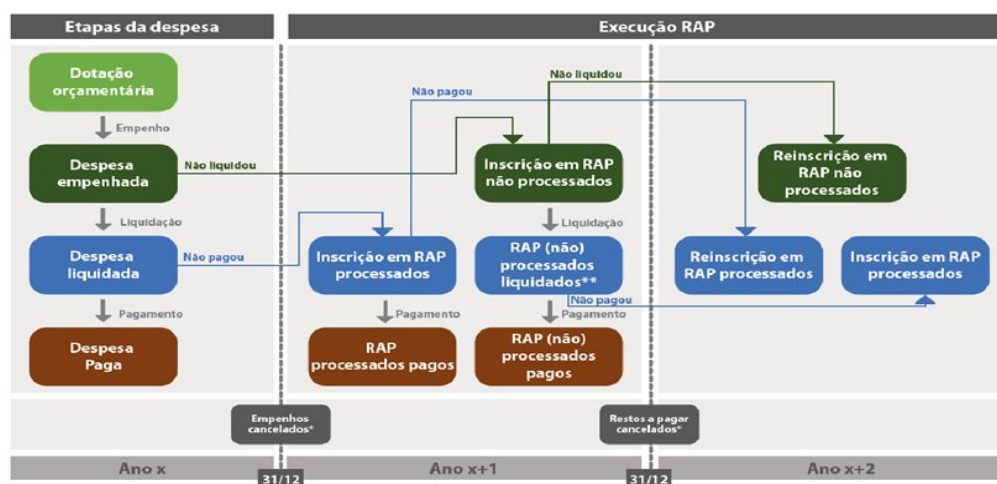 Etapas da despesa
Execução RAP
Dotação
orçamentária
Empenho
Despesa
empenhada
Não liquidou
Liquidação
Despesa
liquidada
Não pagou
Pagamento
Despesa
Paga
Não pagou
Não liquidou
Inscrição em RAP
não processados
Liquidação
Inscrição em RAP
processados
RAP (não)
processados
liquidados**
Não pagou
Pagamento
Pagamento
RAP
processados pagos
RAP (não)
processados
pagos
Reinscrição em
RAP não
processados
Reinscrição em
RAP processados
Inscrição em RAP
processados
Empenhos
cancelados*
Restos a pagar
cancelados*
Ano x
31/12
Ano x+1
31/12
Ano x+2